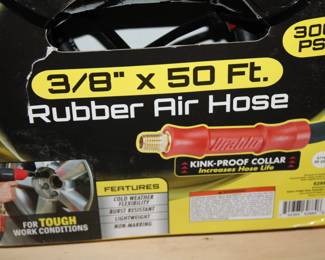 300
PS
3/8" x 50 Ft.
Rubber Air Hose
KINK-PROOF COLLAR
Increases Hose Life
FEATURES
COLD WEATHER
FLEXIBILITY
BURST RESISTANT
LIGHTWEIGHT
NON-MARRING
FOR TOUGH
WORK CONDITIONS